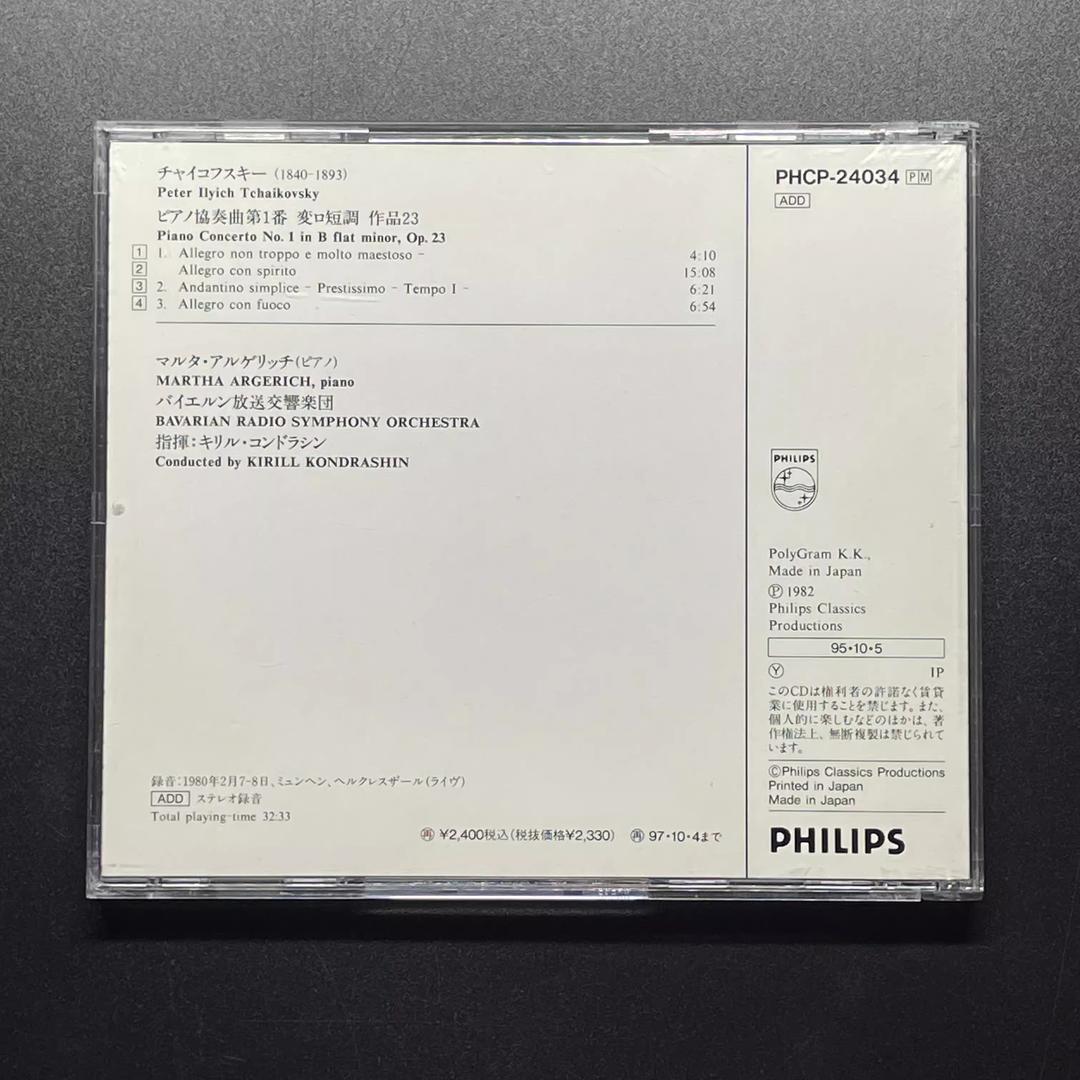 チャイコフスキー (1840-1893)
Peter Ilyich Tchaikovsky
ピアノ協奏曲第1番 変ロ短調 作品23
Piano Concerto No. 1 in B flat minor, Op. 23
1 1. Allegro non troppo e molto maestoso – 4:10
2 Allegro con spirito 15:08
3 2. Andantino simplice – Prestissimo – Tempo I – 6:21
4 3. Allegro con fuoco 6:54
マルタ・アルゲリッチ(ピアノ)
MARTHA ARGERICH, piano
バイエルン放送交響楽団
BAVARIAN RADIO SYMPHONY ORCHESTRA
指揮:キリル・コンドラシン
Conducted by KIRILL KONDRASHIN
録音:1980年2月7-8日、ミュンヘン、ヘルクレスザール(ライヴ)
ADD ステレオ録音
Total playing-time 32:33
再 ¥2,400税込(税抜価格¥2,330) 再 97・10・4まで
PHCP-24034 PM
ADD
PHILIPS
PolyGram K.K.,
Made in Japan
Ⓟ 1982
Philips Classics
Productions
95・10・5
Ⓨ 1P
このCDは権利者の許諾なく賃貸
業に使用することを禁じます。また、
個人的に楽しむなどのほかは、著
作権法上、無断複製は禁じられて
います。
©Philips Classics Productions
Printed in Japan
Made in Japan
PHILIPS